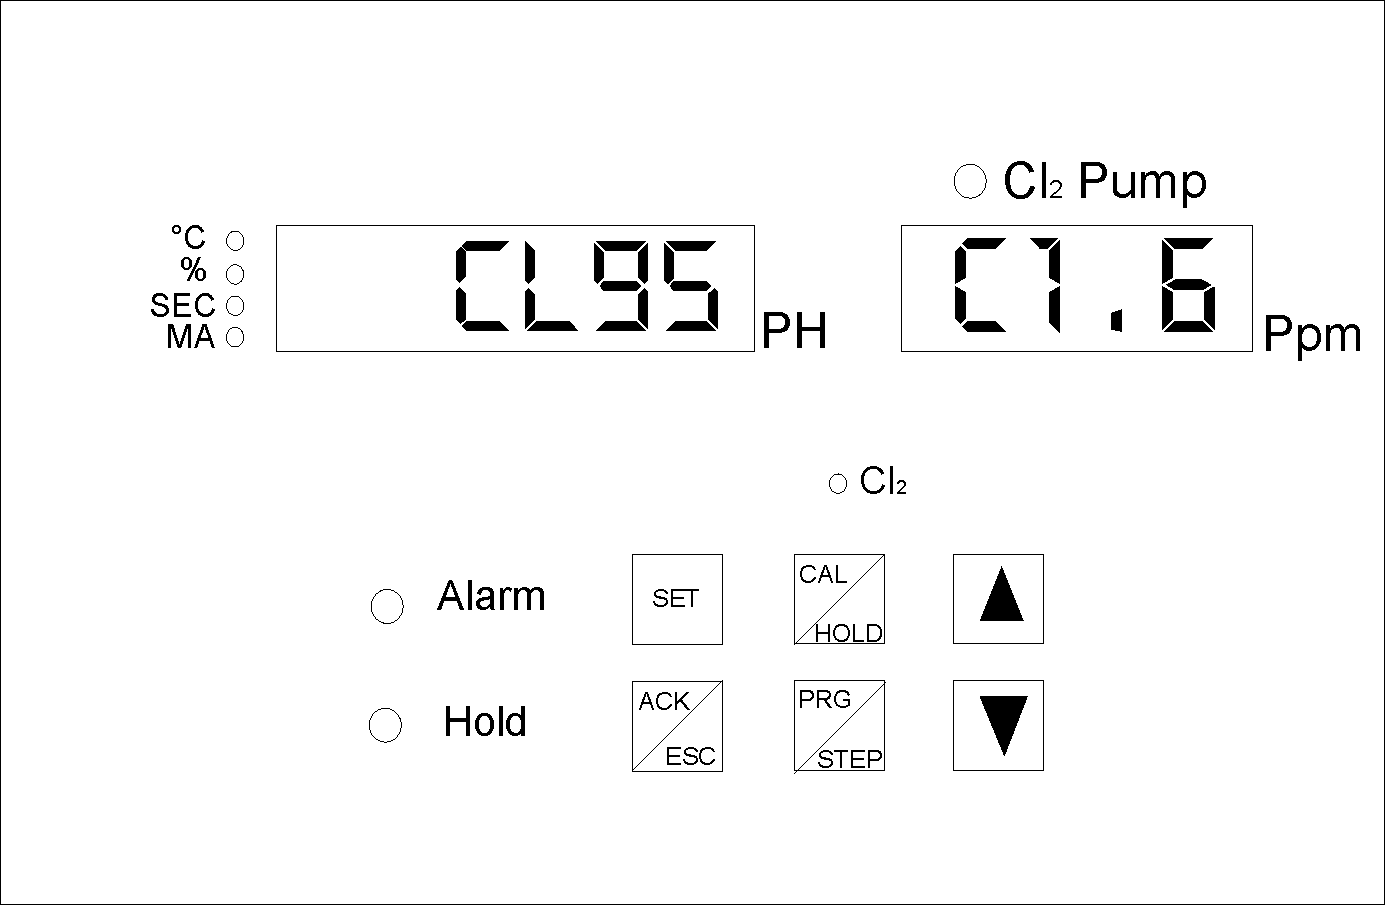 Cl₂ Pump
°C
%
SEC
MA
CL95 PH
C1.6 Ppm
Cl₂
Alarm
SET
CAL
HOLD
Hold
ACK
ESC
PRG
STEP